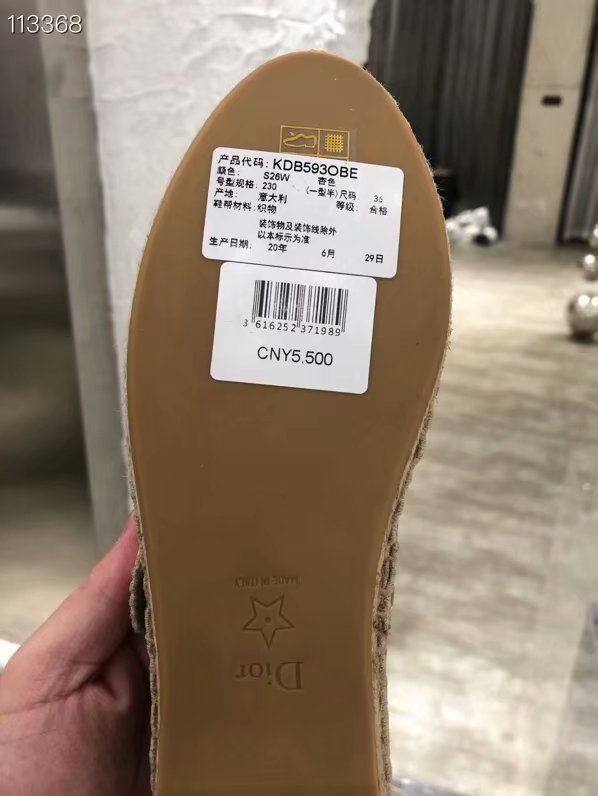 113368
产品代码: KDB593OBE
颜色: S26W 杏色
号型规格: 230 (一型半)尺码 36
产地: 意大利 等级: 合格
鞋帮材料: 织物
装饰物及装饰线除外
以本标示为准
生产日期: 20年 6月 29日
3 616252 371989
CNY5.500
MADE IN ITALY
Dior